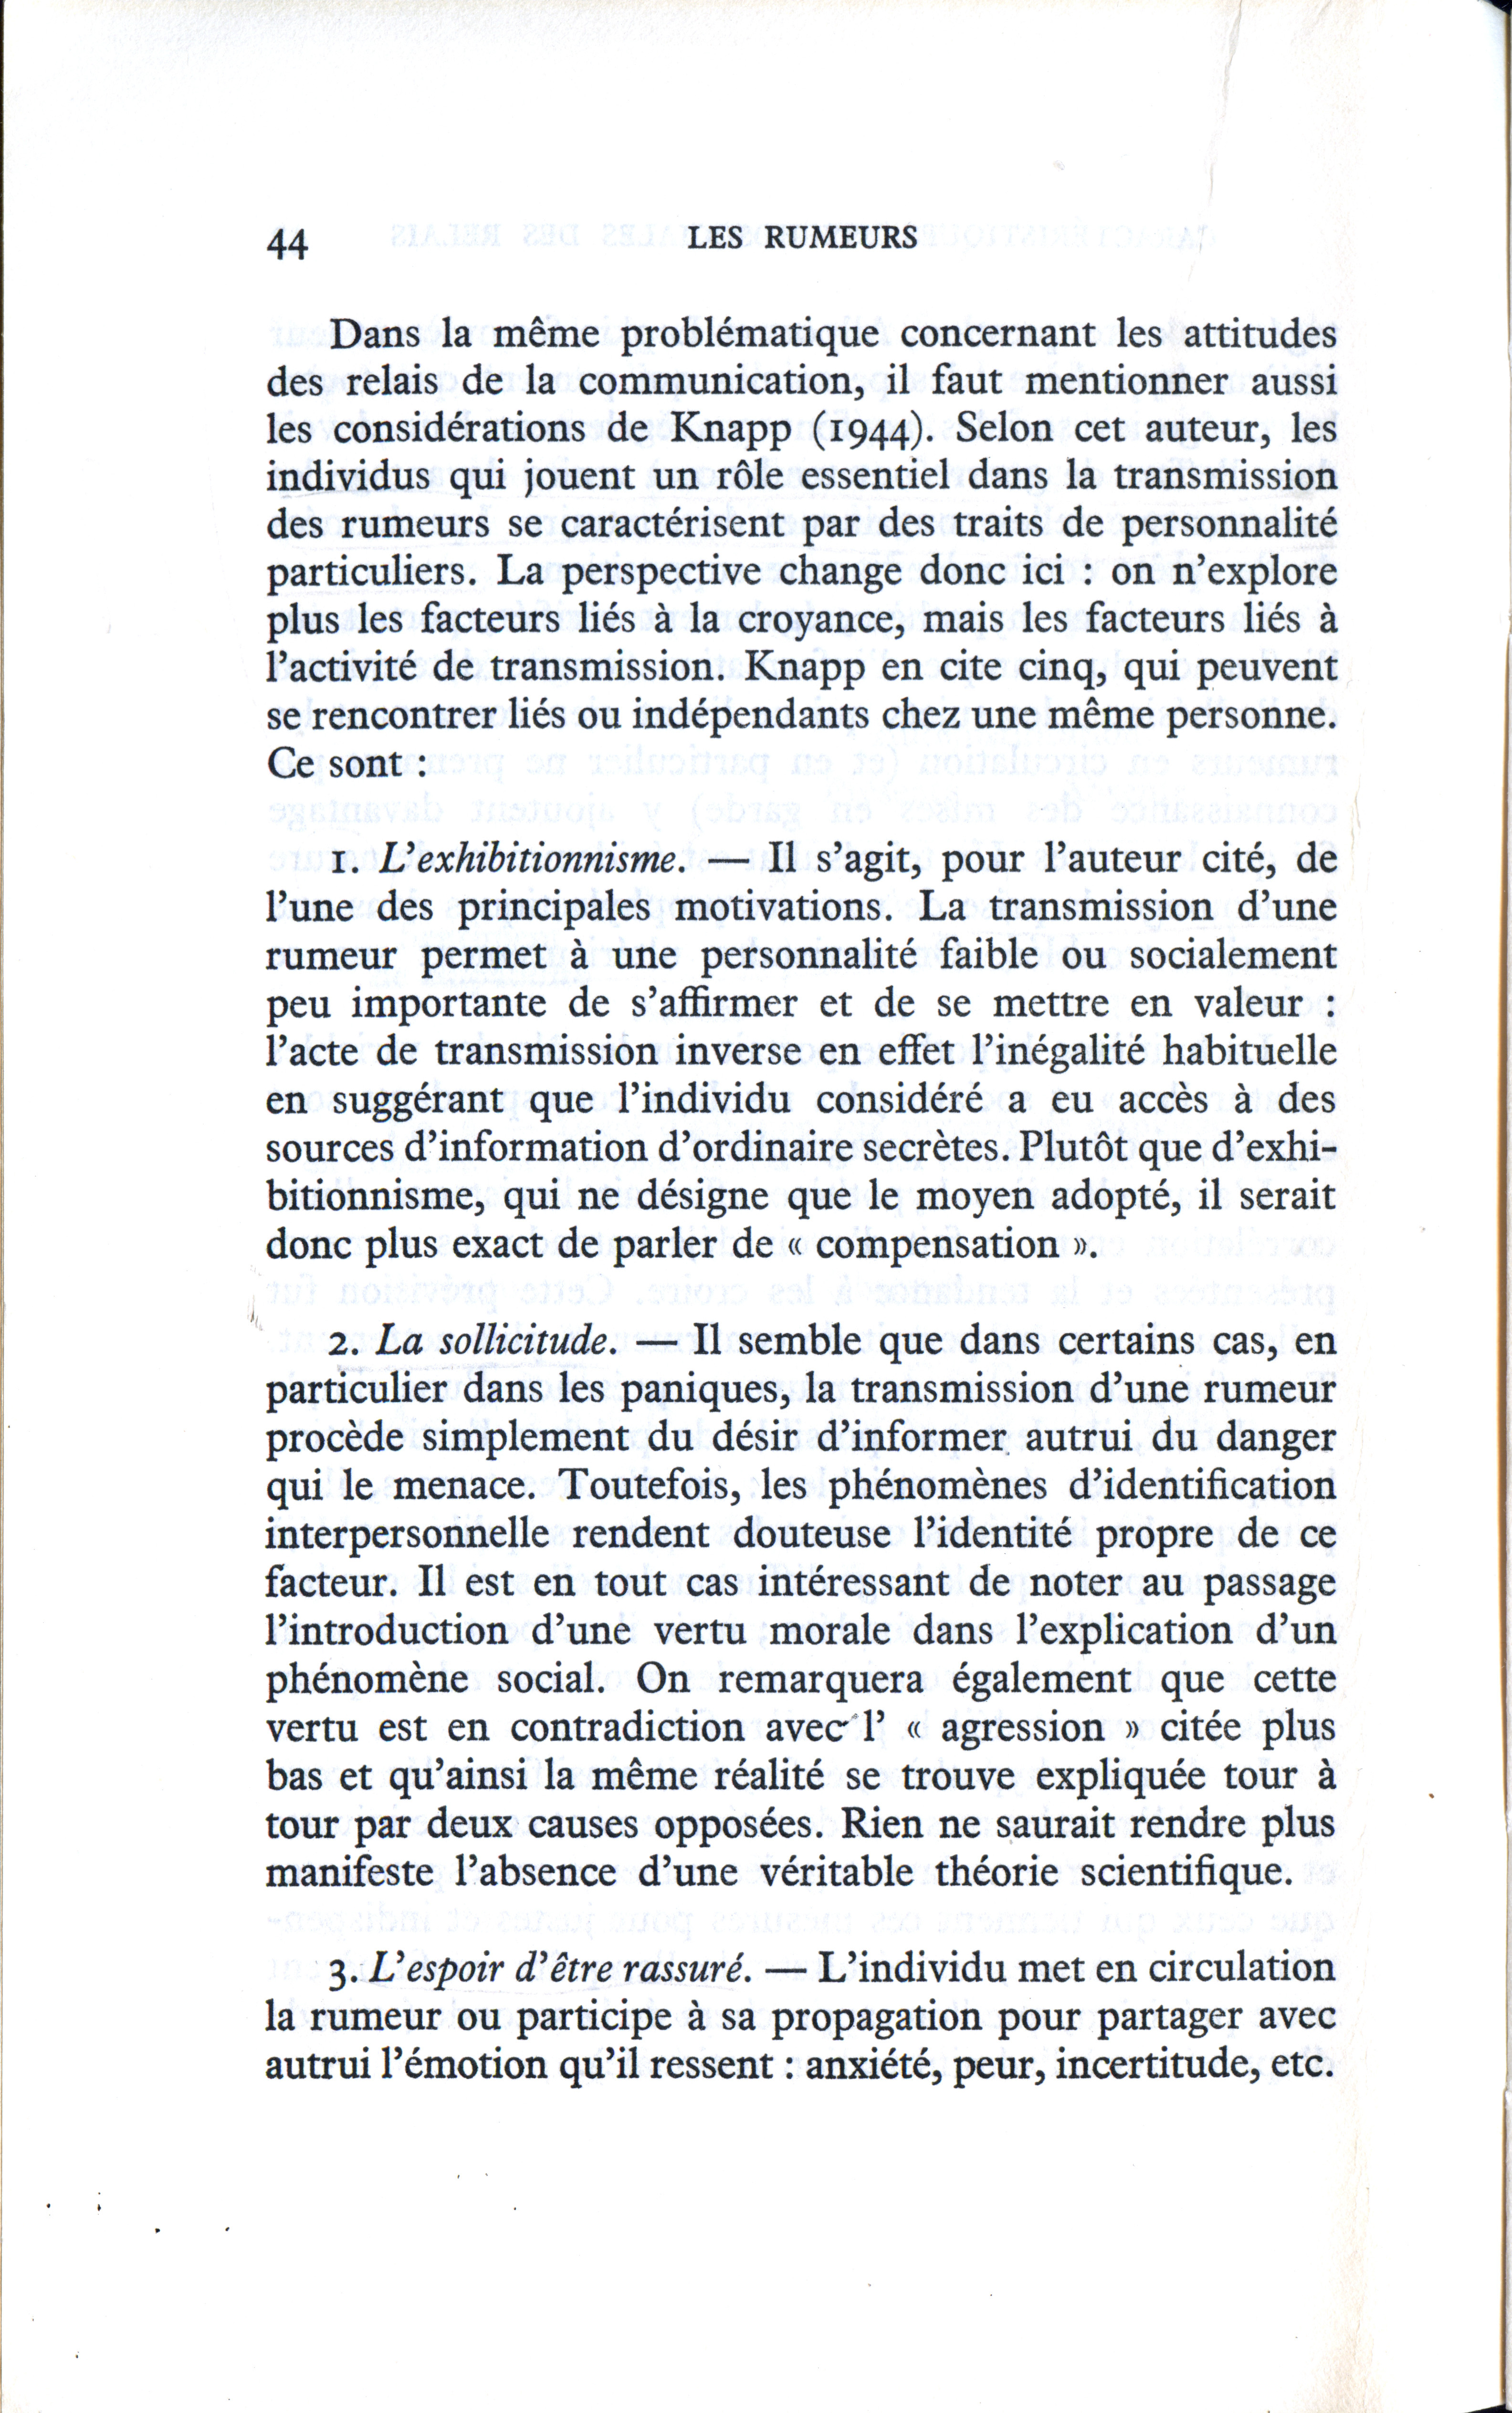 44 LES RUMEURS
Dans la même problématique concernant les attitudes
des relais de la communication, il faut mentionner aussi
les considérations de Knapp (1944). Selon cet auteur, les
individus qui jouent un rôle essentiel dans la transmission
des rumeurs se caractérisent par des traits de personnalité
particuliers. La perspective change donc ici : on n'explore
plus les facteurs liés à la croyance, mais les facteurs liés à
l'activité de transmission. Knapp en cite cinq, qui peuvent
se rencontrer liés ou indépendants chez une même personne.
Ce sont :
1. L'exhibitionnisme. — Il s'agit, pour l'auteur cité, de
l'une des principales motivations. La transmission d'une
rumeur permet à une personnalité faible ou socialement
peu importante de s'affirmer et de se mettre en valeur :
l'acte de transmission inverse en effet l'inégalité habituelle
en suggérant que l'individu considéré a eu accès à des
sources d'information d'ordinaire secrètes. Plutôt que d'exhi-
bitionnisme, qui ne désigne que le moyen adopté, il serait
donc plus exact de parler de « compensation ».
2. La sollicitude. — Il semble que dans certains cas, en
particulier dans les paniques, la transmission d'une rumeur
procède simplement du désir d'informer autrui du danger
qui le menace. Toutefois, les phénomènes d'identification
interpersonnelle rendent douteuse l'identité propre de ce
facteur. Il est en tout cas intéressant de noter au passage
l'introduction d'une vertu morale dans l'explication d'un
phénomène social. On remarquera également que cette
vertu est en contradiction avec l' « agression » citée plus
bas et qu'ainsi la même réalité se trouve expliquée tour à
tour par deux causes opposées. Rien ne saurait rendre plus
manifeste l'absence d'une véritable théorie scientifique.
3. L'espoir d'être rassuré. — L'individu met en circulation
la rumeur ou participe à sa propagation pour partager avec
autrui l'émotion qu'il ressent : anxiété, peur, incertitude, etc.